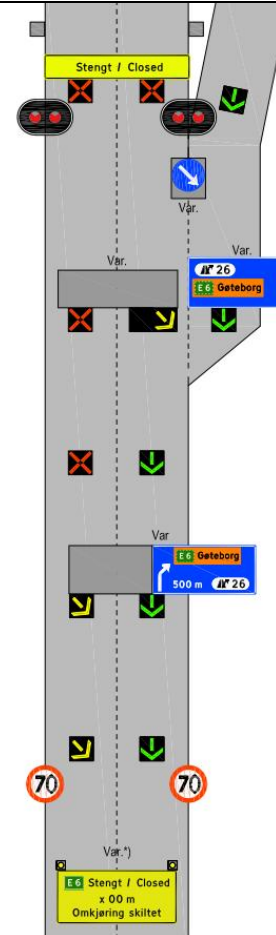 Stengt / Closed
Var.
Var.
Var.
26
E6 Gøteborg
Var
E6 Gøteborg
500 m 26
70
70
Var.*)
E6 Stengt / Closed
x 00 m
Omkjøring skiltet